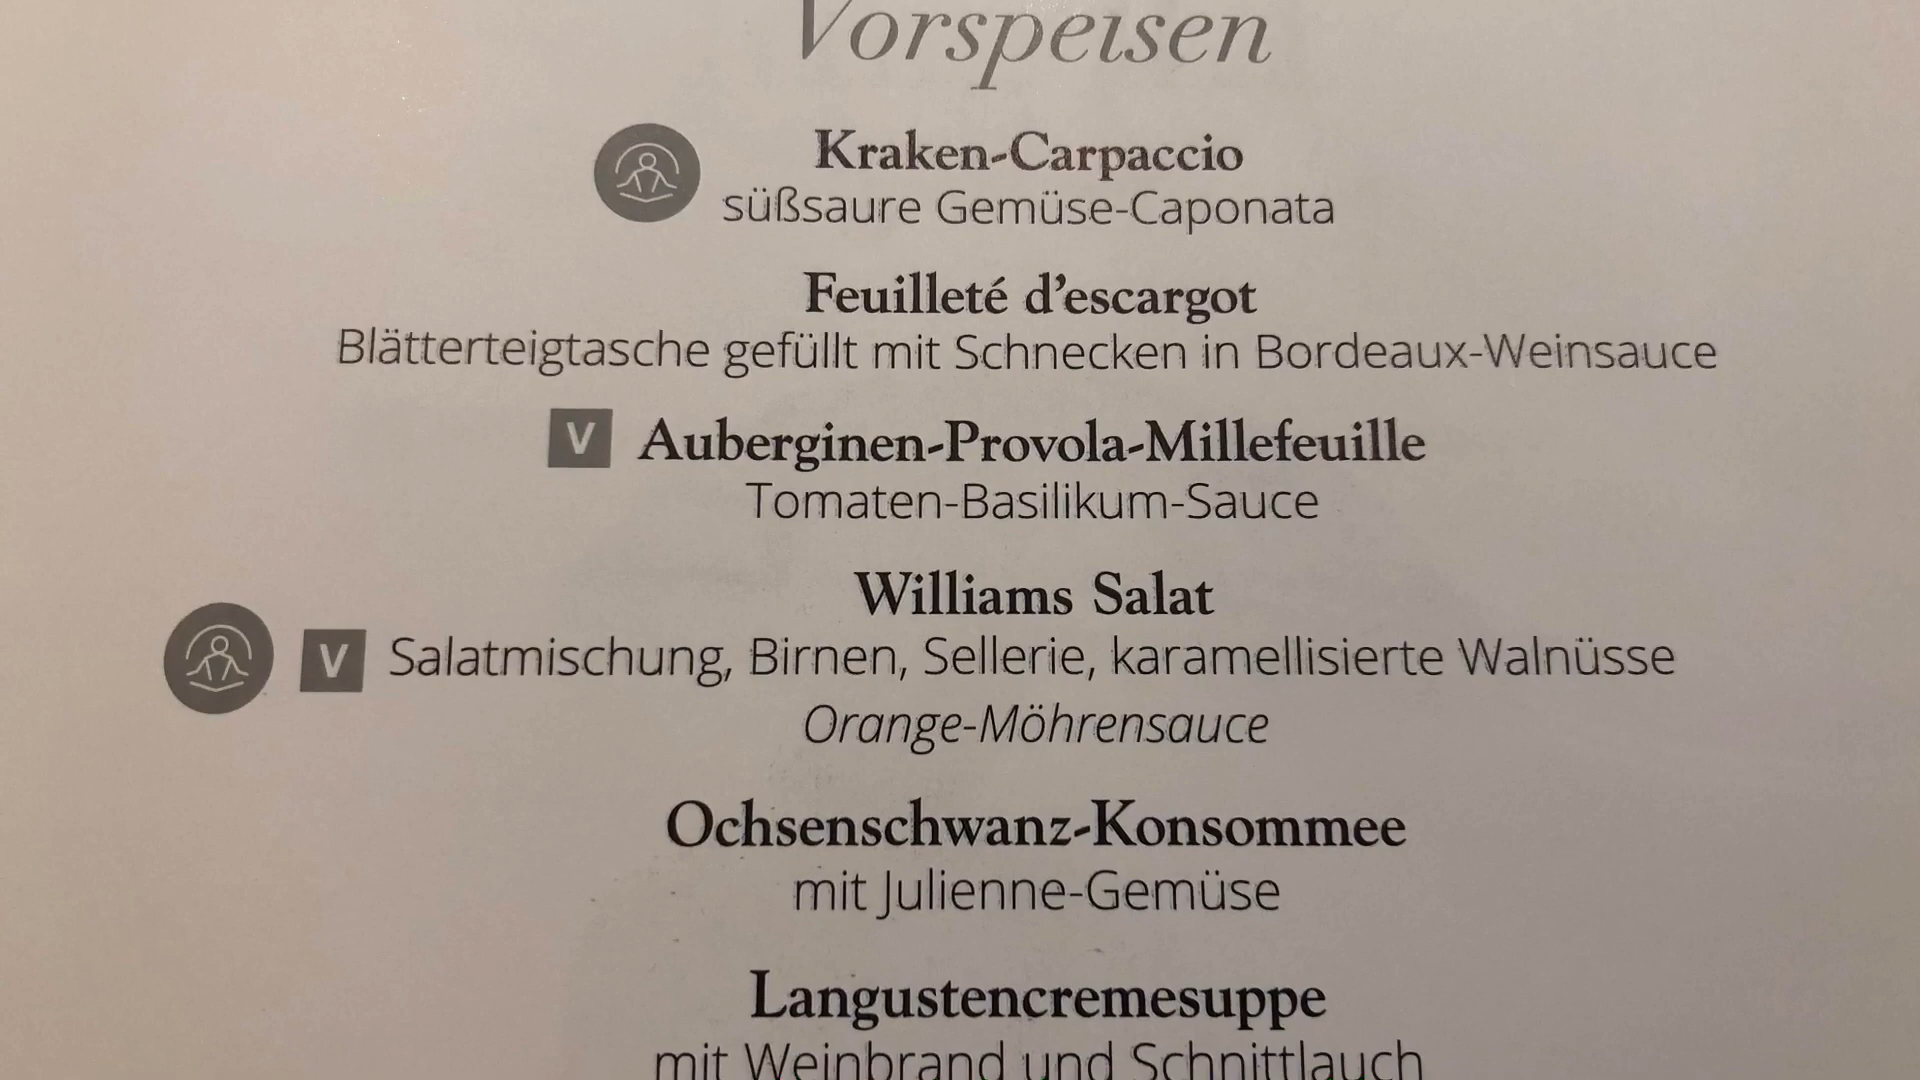 Vorspeisen
Kraken-Carpaccio
süßsaure Gemüse-Caponata
Feuilleté d’escargot
Blätterteigtasche gefüllt mit Schnecken in Bordeaux-Weinsauce
V Auberginen-Provola-Millefeuille
Tomaten-Basilikum-Sauce
Williams Salat
V Salatmischung, Birnen, Sellerie, karamellisierte Walnüsse
Orange-Möhrensauce
Ochsenschwanz-Konsommee
mit Julienne-Gemüse
Langustencremesuppe
mit Weinbrand und Schnittlauch